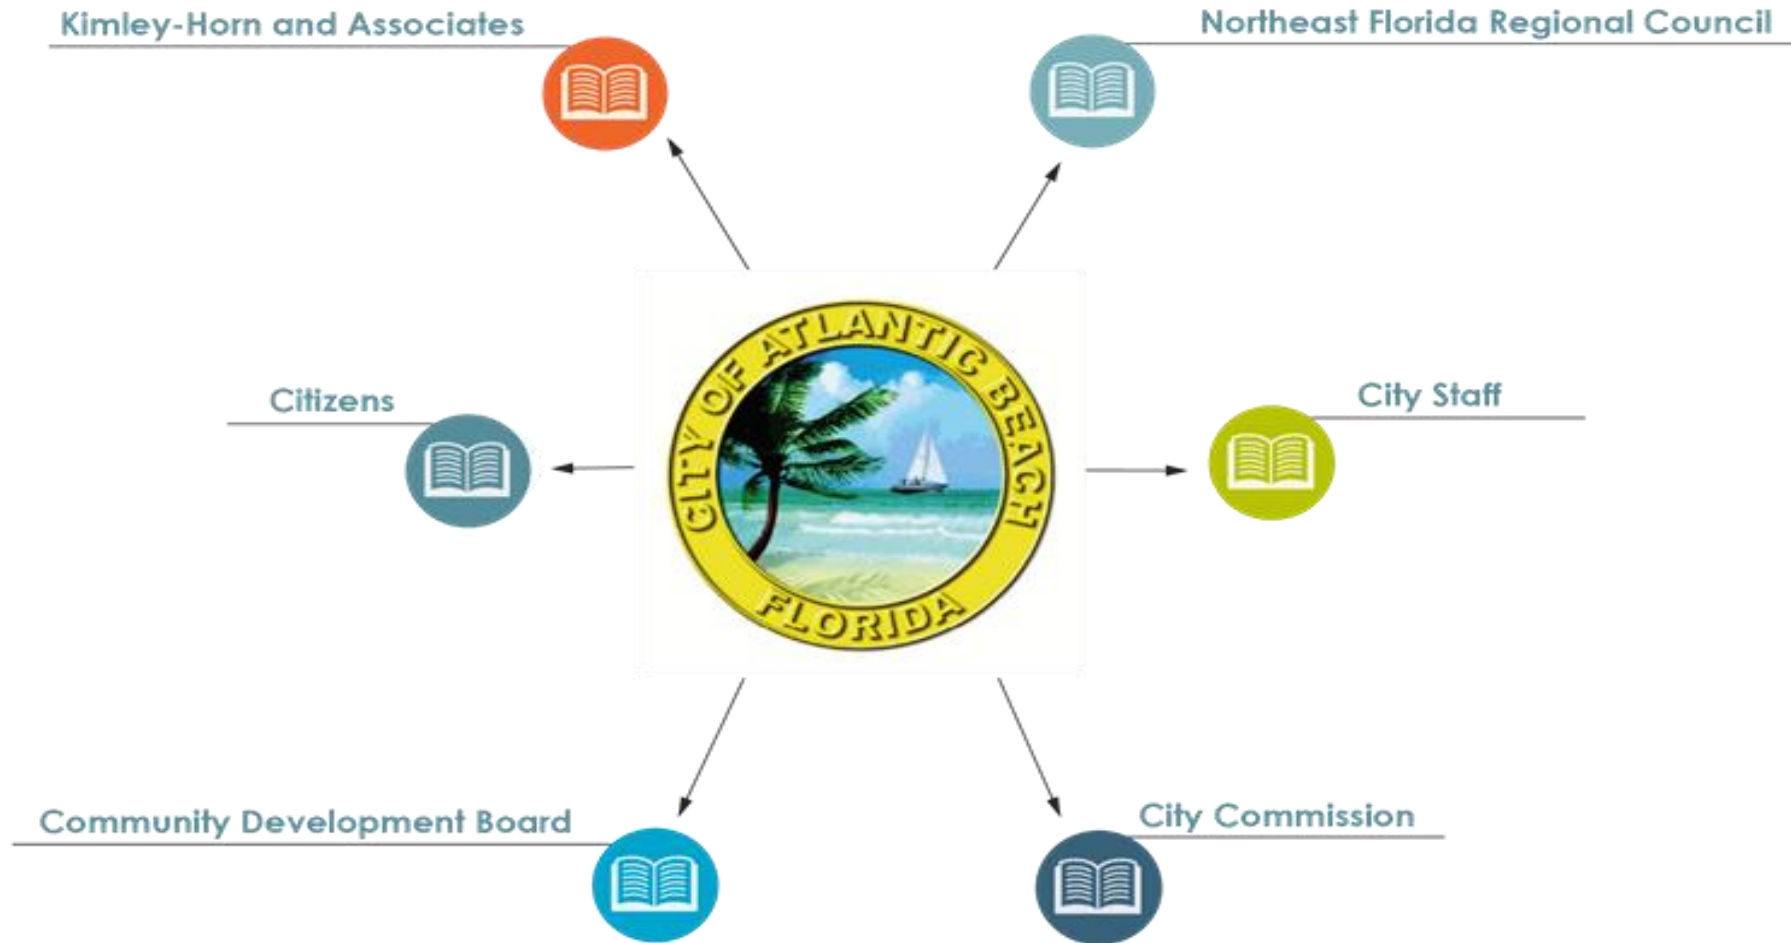 Kimley-Horn and Associates
Northeast Florida Regional Council
CITY OF ATLANTIC BEACH
FLORIDA
Citizens
City Staff
Community Development Board
City Commission